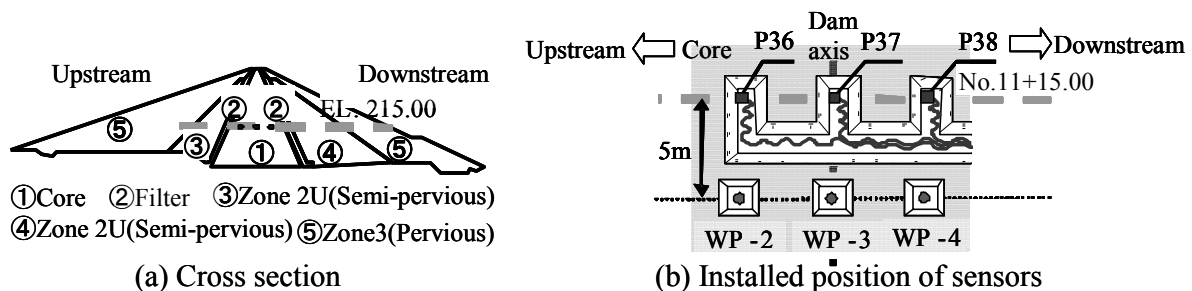 Upstream
Downstream
② ②
EL. 215.00
⑤
③ ① ④ ⑤
①Core ②Filter ③Zone 2U(Semi-pervious)
④Zone 2U(Semi-pervious) ⑤Zone3(Pervious)
(a) Cross section
Dam
axis
Upstream Core P36 P37 P38 Downstream
No.11+15.00
5m
WP -2 WP -3 WP -4
(b) Installed position of sensors